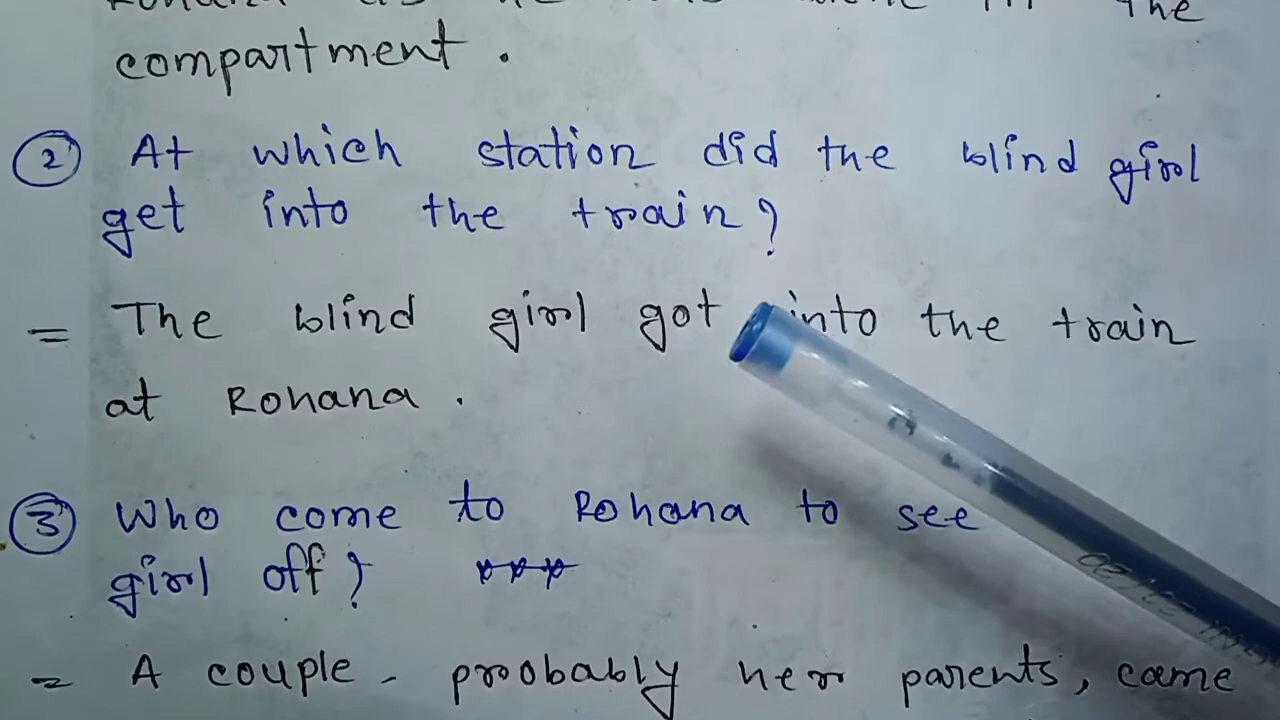 the
compartment.
② At which station did the blind girl
get into the train?
= The blind girl got into the train
at Rohana.
③ Who come to Rohana to see
girl off? ***
= A couple - probably her parents, came